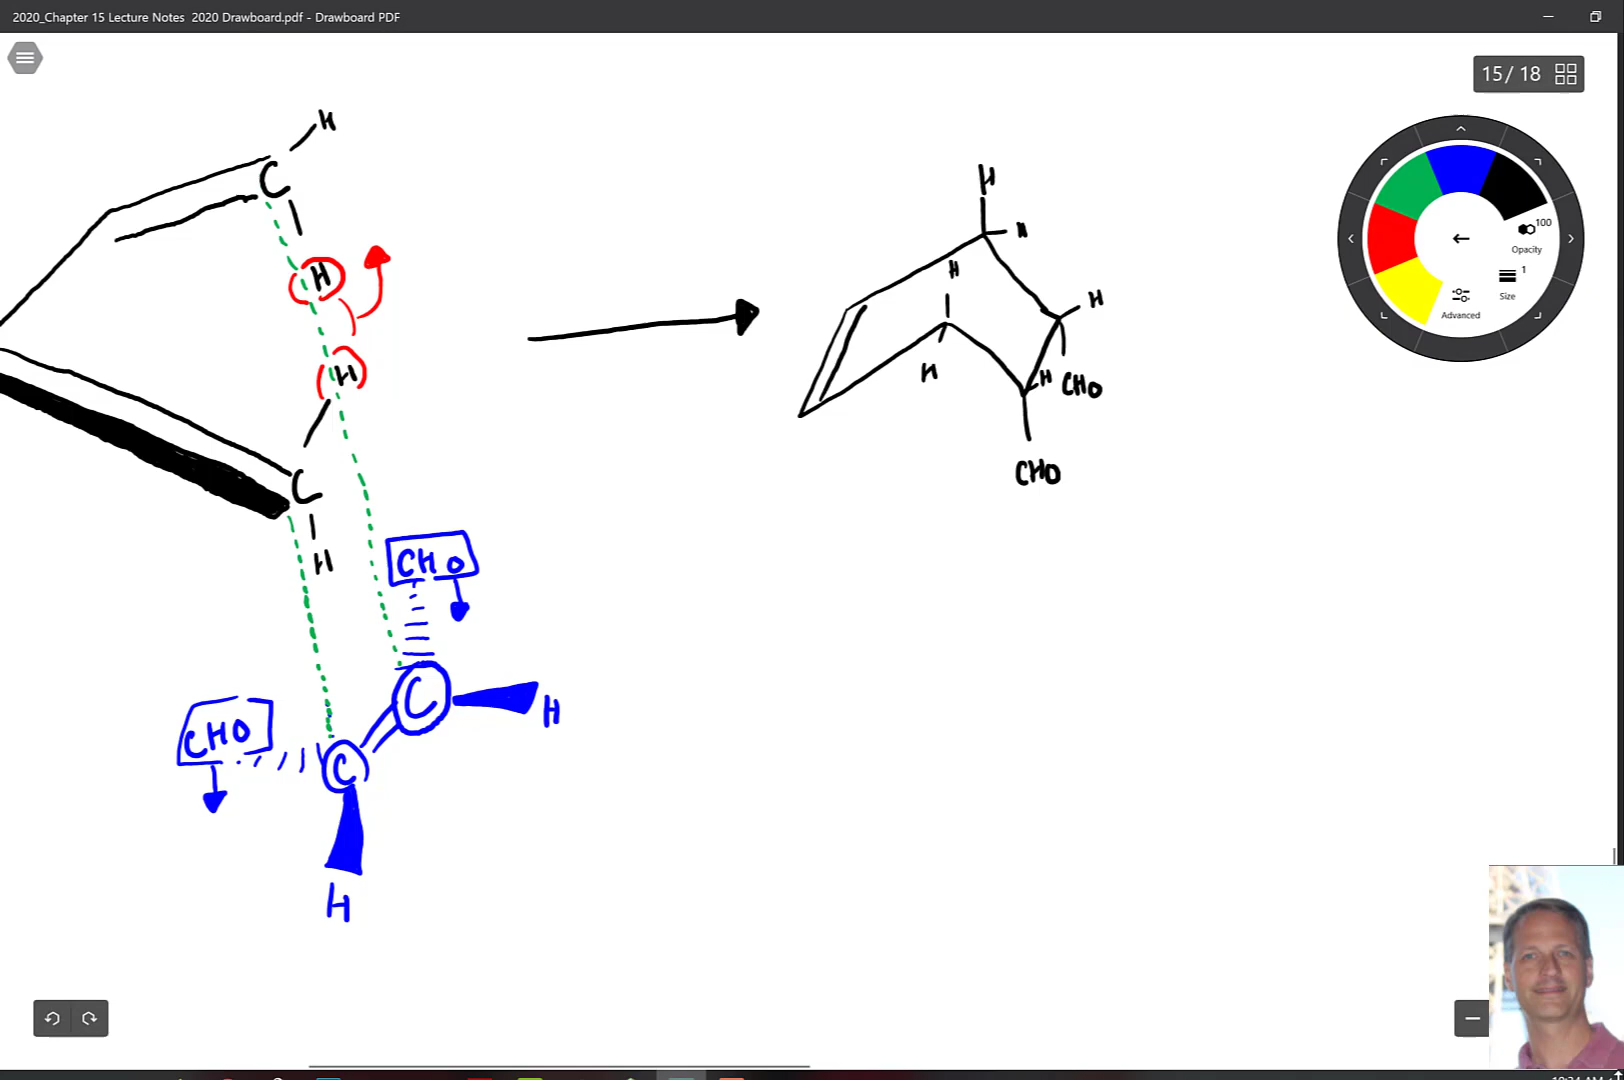 2020_Chapter 15 Lecture Notes  2020 Drawboard.pdf - Drawboard PDF
15/ 18
H
C
H
H
C
H
CHO
C
H
CHO
C
H
H
H
H
H
H
CHO
CHO
100
Opacity
1
Size
Advanced